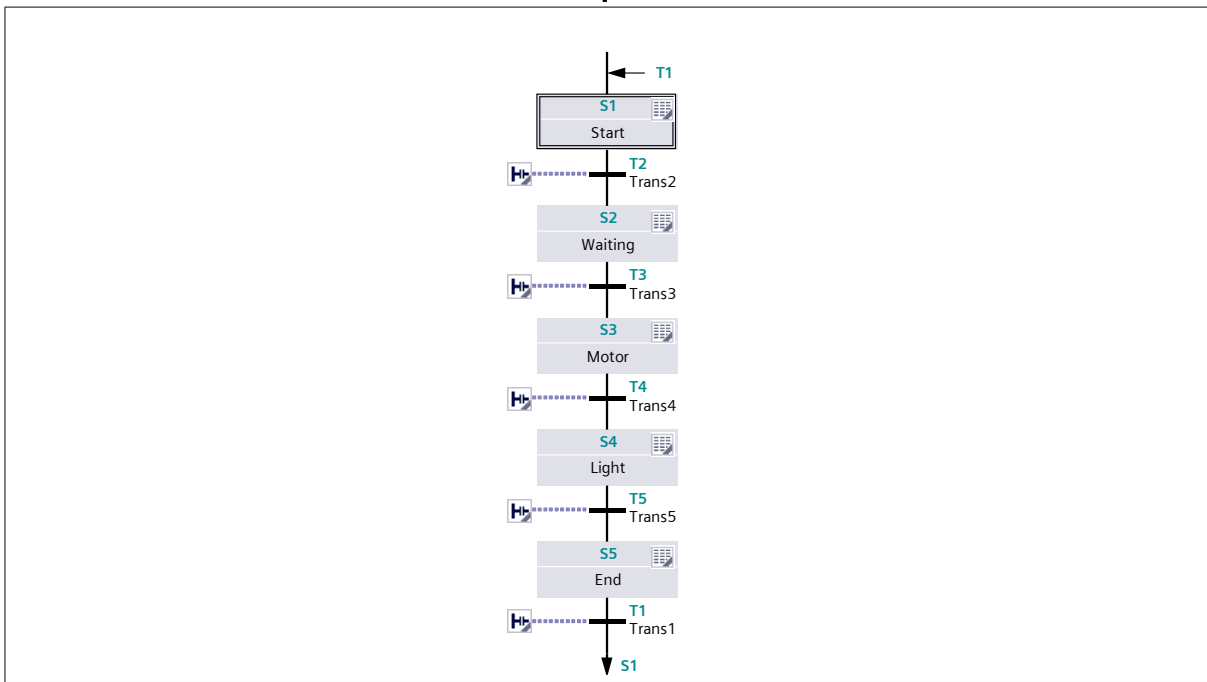 T1
S1
Start
T2
Trans2
S2
Waiting
T3
Trans3
S3
Motor
T4
Trans4
S4
Light
T5
Trans5
S5
End
T1
Trans1
S1